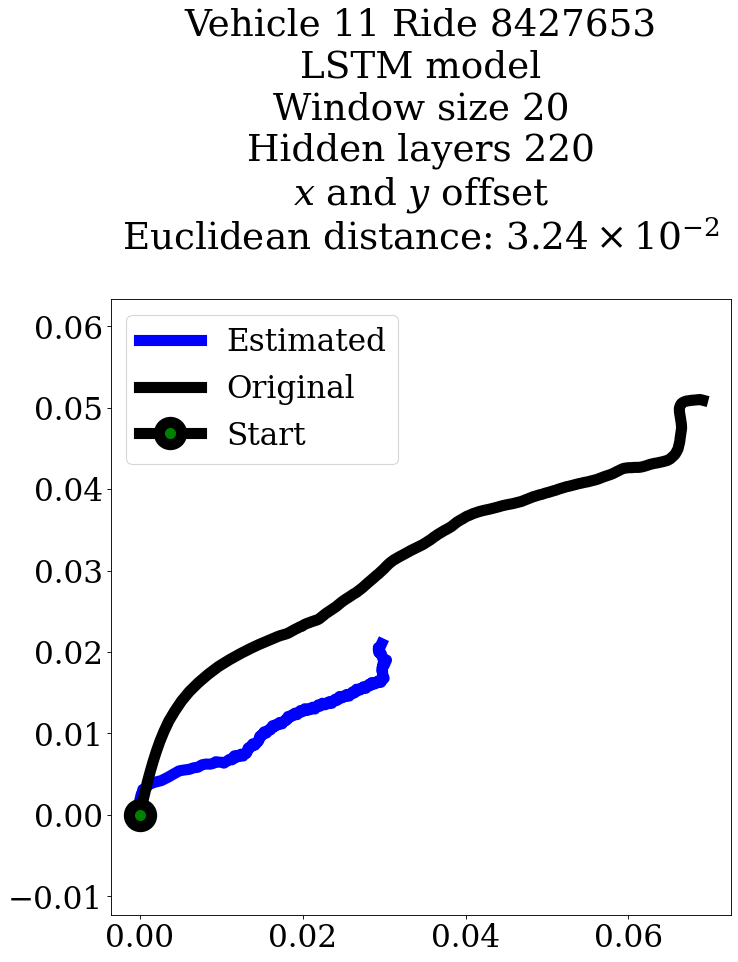 Vehicle 11 Ride 8427653
LSTM model
Window size 20
Hidden layers 220
x and y offset
Euclidean distance: 3.24 × 10⁻²
Estimated
Original
Start
0.06
0.05
0.04
0.03
0.02
0.01
0.00
−0.01
0.00 0.02 0.04 0.06